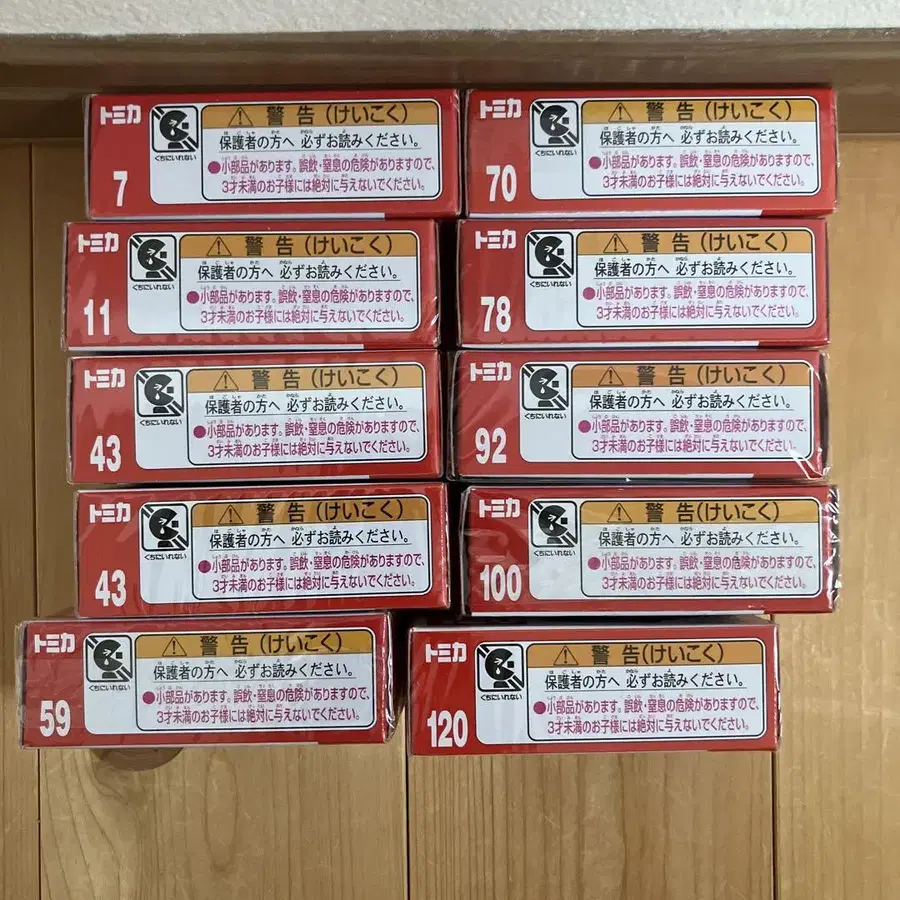 トミカ
くちにいれない
7
警告(けいこく)
保護者の方へ 必ずお読みください。
●小部品があります。誤飲・窒息の危険がありますので、
3才未満のお子様には絶対に与えないでください。
トミカ
くちにいれない
11
警告(けいこく)
保護者の方へ 必ずお読みください。
●小部品があります。誤飲・窒息の危険がありますので、
3才未満のお子様には絶対に与えないでください。
トミカ
くちにいれない
43
警告(けいこく)
保護者の方へ 必ずお読みください。
●小部品があります。誤飲・窒息の危険がありますので、
3才未満のお子様には絶対に与えないでください。
トミカ
くちにいれない
43
警告(けいこく)
保護者の方へ 必ずお読みください。
●小部品があります。誤飲・窒息の危険がありますので、
3才未満のお子様には絶対に与えないでください。
トミカ
くちにいれない
59
警告(けいこく)
保護者の方へ 必ずお読みください。
●小部品があります。誤飲・窒息の危険がありますので、
3才未満のお子様には絶対に与えないでください。
トミカ
くちにいれない
70
警告(けいこく)
保護者の方へ 必ずお読みください。
●小部品があります。誤飲・窒息の危険がありますので、
3才未満のお子様には絶対に与えないでください。
トミカ
くちにいれない
78
警告(けいこく)
保護者の方へ 必ずお読みください。
●小部品があります。誤飲・窒息の危険がありますので、
3才未満のお子様には絶対に与えないでください。
トミカ
くちにいれない
92
警告(けいこく)
保護者の方へ 必ずお読みください。
●小部品があります。誤飲・窒息の危険がありますので、
3才未満のお子様には絶対に与えないでください。
トミカ
くちにいれない
100
警告(けいこく)
保護者の方へ 必ずお読みください。
●小部品があります。誤飲・窒息の危険がありますので、
3才未満のお子様には絶対に与えないでください。
トミカ
くちにいれない
120
警告(けいこく)
保護者の方へ 必ずお読みください。
●小部品があります。誤飲・窒息の危険がありますので、
3才未満のお子様には絶対に与えないでください。